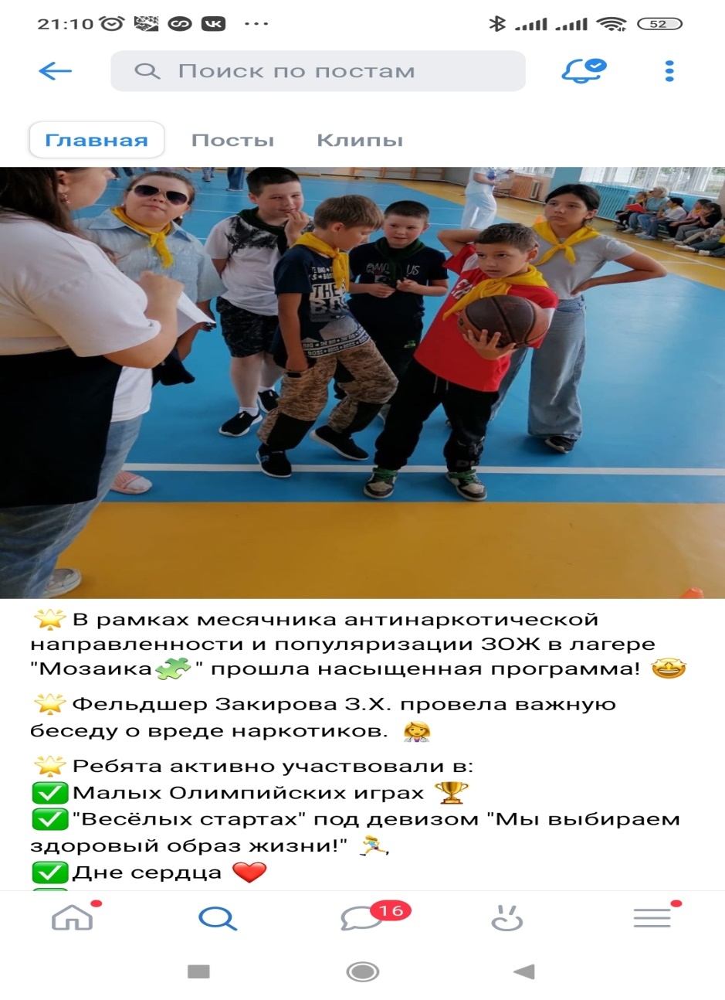 21:10
52
Поиск по постам
Главная Посты Клипы
THE
US
🌟 В рамках месячника антинаркотической
направленности и популяризации ЗОЖ в лагере
"Мозаика🧩" прошла насыщенная программа! 🤩
🌟 Фельдшер Закирова З.Х. провела важную
беседу о вреде наркотиков. 👩‍⚕️
🌟 Ребята активно участвовали в:
✅ Малых Олимпийских играх 🏆
✅ "Весёлых стартах" под девизом "Мы выбираем
здоровый образ жизни!" 🏃‍♀️,
✅ Дне сердца ❤️
16